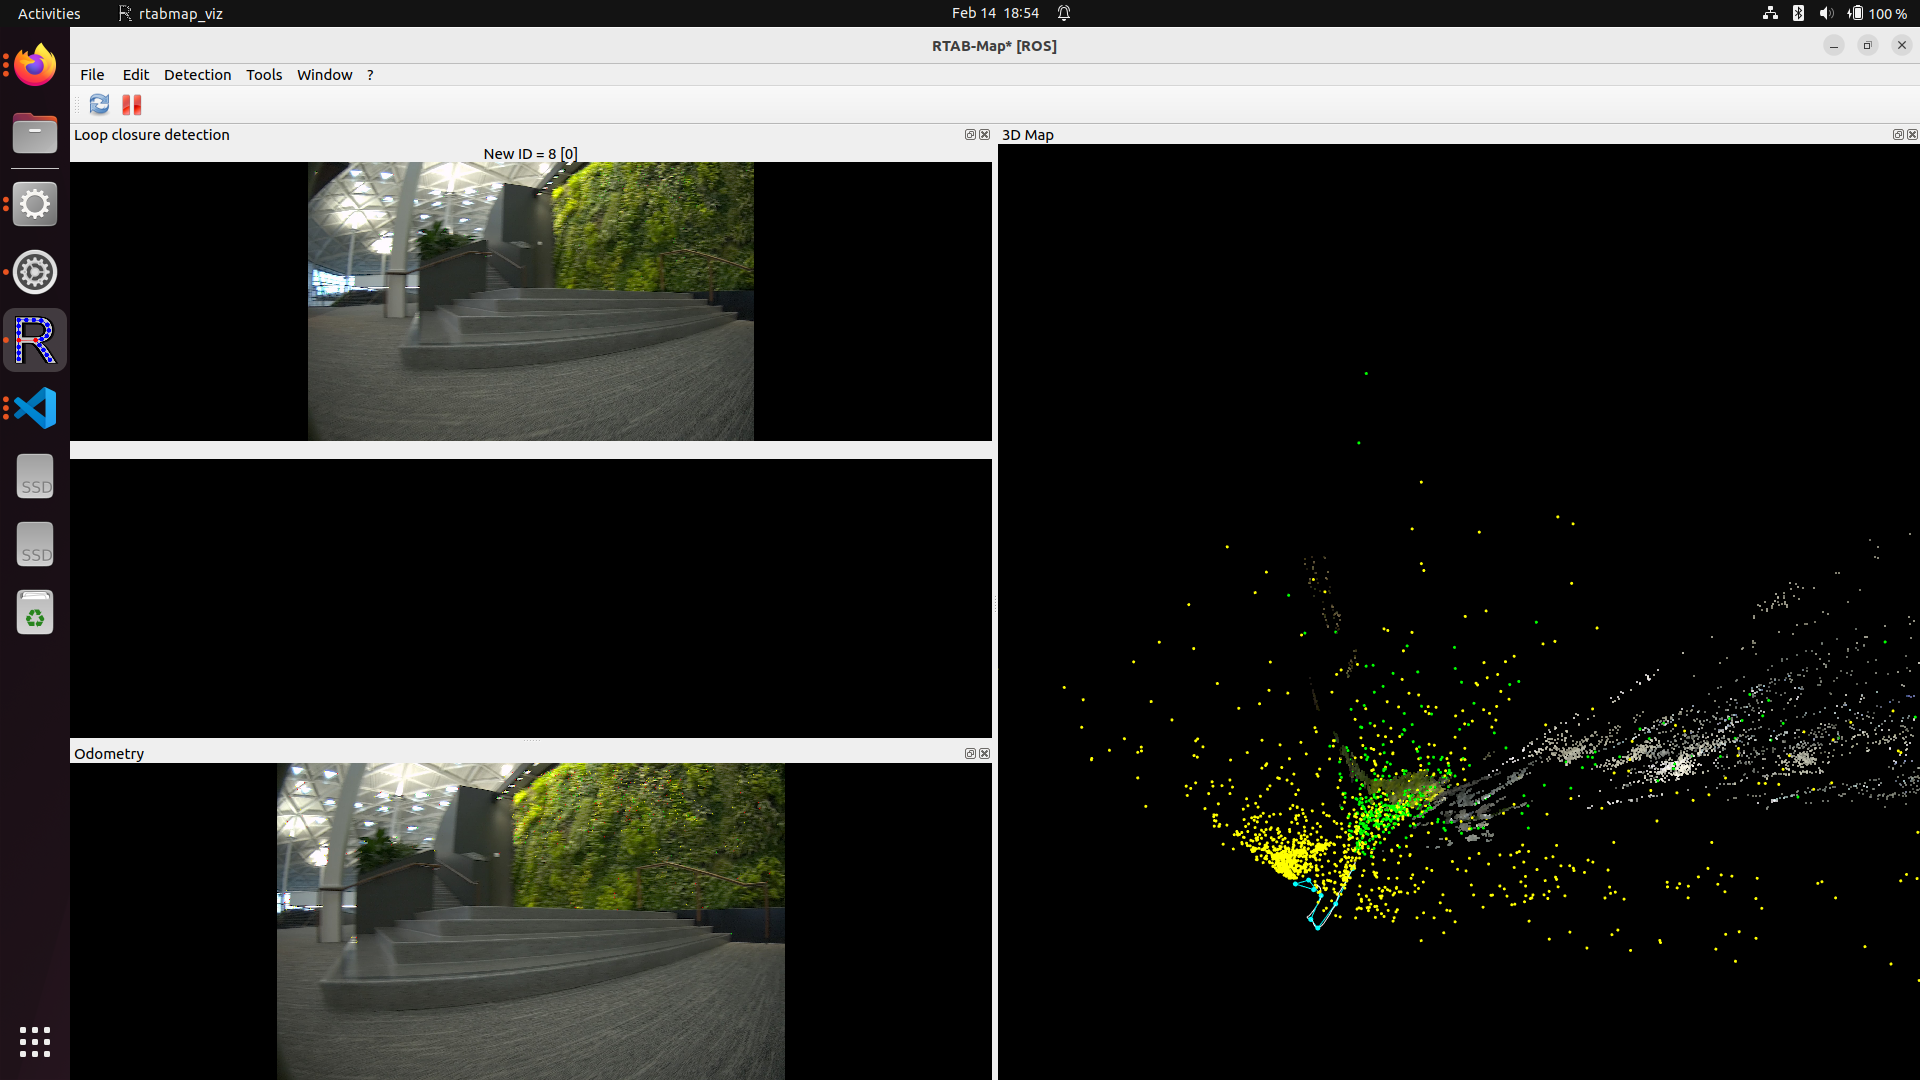 Activities
rtabmap_viz
Feb 14 18:54
100 %
RTAB-Map* [ROS]
File Edit Detection Tools Window ?
Loop closure detection
New ID = 8 [0]
3D Map
R
SSD
SSD
Odometry